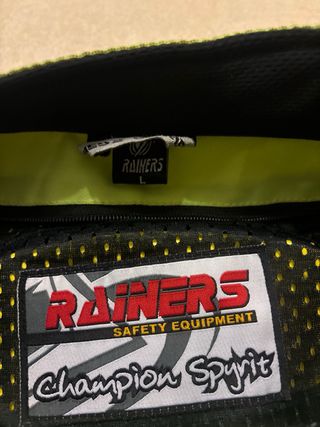 RAINERS
L
RAINERS
SAFETY EQUIPMENT
Champion Spyrit